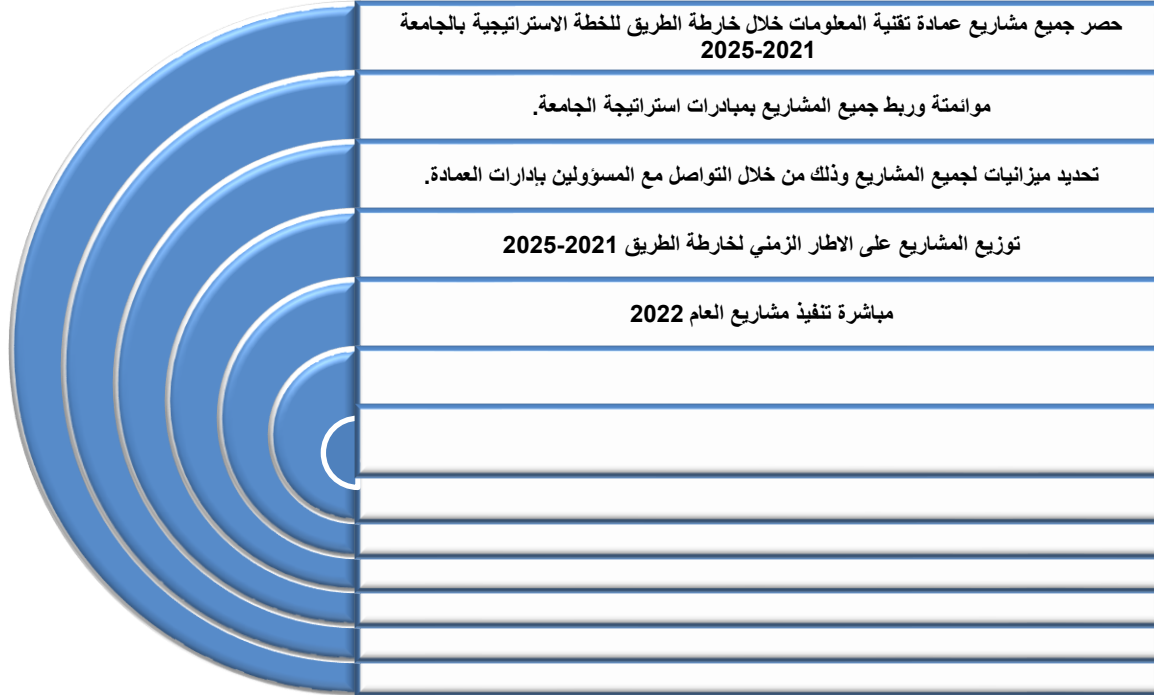 حصر جميع مشاريع عمادة تقنية المعلومات خلال خارطة الطريق للخطة الاستراتيجية بالجامعة
2025-2021
موائمتة وربط جميع المشاريع بمبادرات استراتيجة الجامعة.
تحديد ميزانيات لجميع المشاريع وذلك من خلال التواصل مع المسؤولين بإدارات العمادة.
توزيع المشاريع على الاطار الزمني لخارطة الطريق 2021-2025
مباشرة تنفيذ مشاريع العام 2022